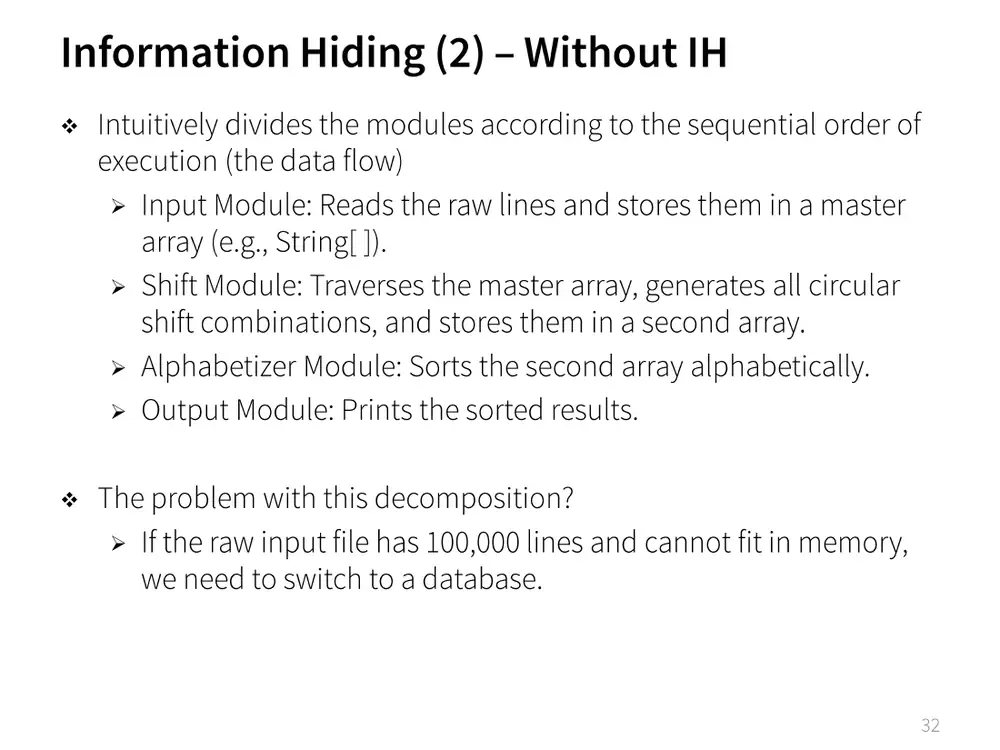 Information Hiding (2) – Without IH
❖ Intuitively divides the modules according to the sequential order of
execution (the data flow)
➢ Input Module: Reads the raw lines and stores them in a master
array (e.g., String[ ]).
➢ Shift Module: Traverses the master array, generates all circular
shift combinations, and stores them in a second array.
➢ Alphabetizer Module: Sorts the second array alphabetically.
➢ Output Module: Prints the sorted results.
❖ The problem with this decomposition?
➢ If the raw input file has 100,000 lines and cannot fit in memory,
we need to switch to a database.
32